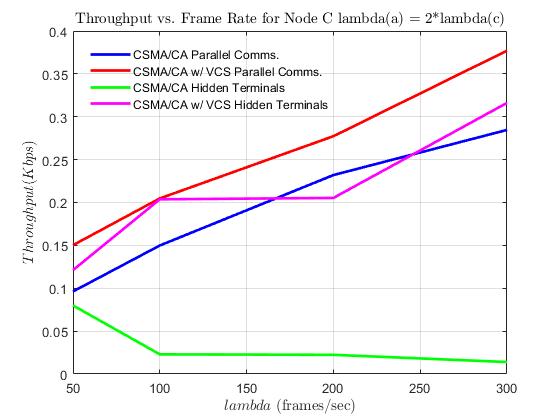 Throughput vs. Frame Rate for Node C lambda(a) = 2*lambda(c)
0.4
CSMA/CA Parallel Comms.
0.35
CSMA/CA w/ VCS Parallel Comms.
CSMA/CA Hidden Terminals
0.3
CSMA/CA w/ VCS Hidden Terminals
0.25
Throughput(Kbps)
0.2
0.15
0.1
0.05
0
50 100 150 200 250 300
lambda (frames/sec)